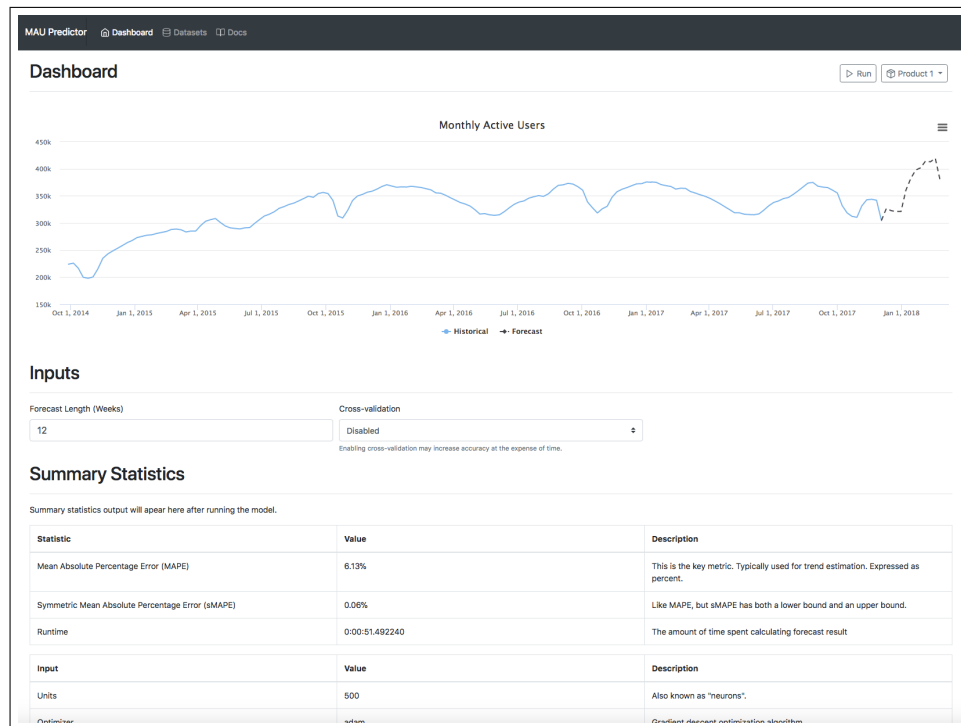 MAU Predictor Dashboard Datasets Docs
Dashboard
Run Product 1
Monthly Active Users
450k
400k
350k
300k
250k
200k
150k
Oct 1, 2014 Jan 1, 2015 Apr 1, 2015 Jul 1, 2015 Oct 1, 2015 Jan 1, 2016 Apr 1, 2016 Jul 1, 2016 Oct 1, 2016 Jan 1, 2017 Apr 1, 2017 Jul 1, 2017 Oct 1, 2017 Jan 1, 2018
Historical Forecast
Inputs
Forecast Length (Weeks) Cross-validation
12 Disabled
Enabling cross-validation may increase accuracy at the expense of time.
Summary Statistics
Summary statistics output will apear here after running the model.
Statistic Value Description
Mean Absolute Percentage Error (MAPE) 6.13% This is the key metric. Typically used for trend estimation. Expressed as
percent.
Symmetric Mean Absolute Percentage Error (sMAPE) 0.06% Like MAPE, but sMAPE has both a lower bound and an upper bound.
Runtime 0:00:51.492240 The amount of time spent calculating forecast result
Input Value Description
Units 500 Also known as "neurons".
Optimizer adam Gradient descent optimization algorithm